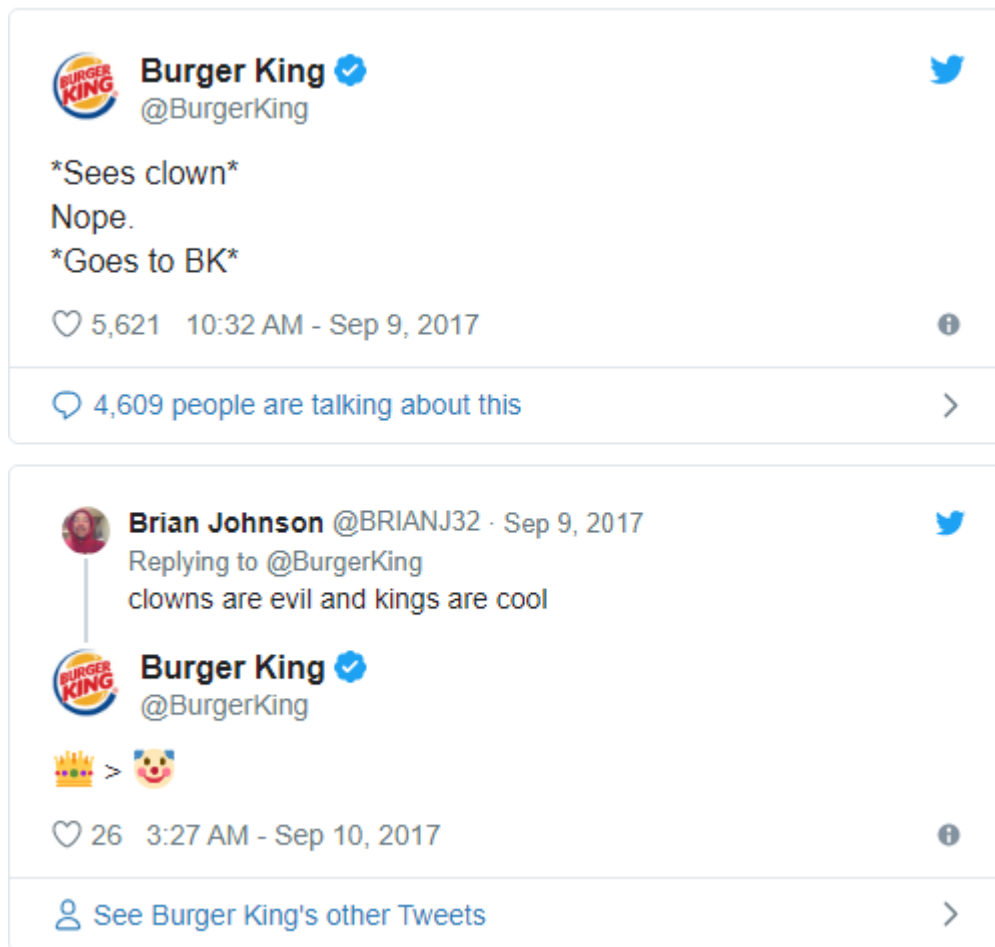 BURGER KING
Burger King
@BurgerKing
*Sees clown*
Nope.
*Goes to BK*
5,621 10:32 AM - Sep 9, 2017
4,609 people are talking about this
Brian Johnson @BRIANJ32 · Sep 9, 2017
Replying to @BurgerKing
clowns are evil and kings are cool
BURGER KING
Burger King
@BurgerKing
👑 > 🤡
26 3:27 AM - Sep 10, 2017
See Burger King's other Tweets